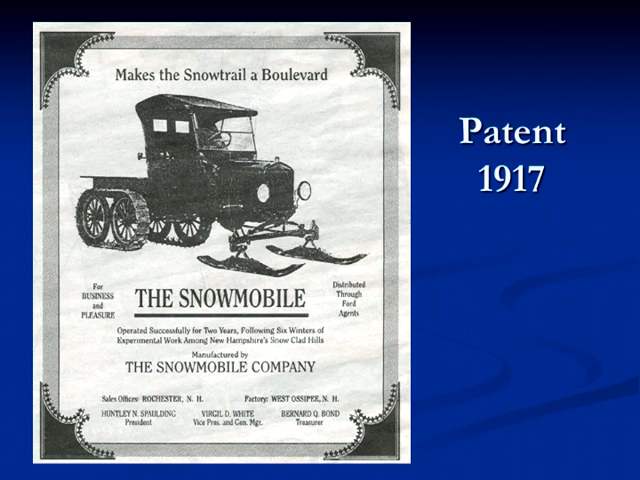 Makes the Snowtrail a Boulevard
For
BUSINESS
and
PLEASURE
THE SNOWMOBILE
Distributed
Through
Ford
Agents
Operated Successfully for Two Years, Following Six Winters of
Experimental Work Among New Hampshire's Snow Clad Hills
Manufactured by
THE SNOWMOBILE COMPANY
Sales Offices: ROCHESTER, N. H. Factory: WEST OSSIPEE, N. H.
HUNTLEY N. SPAULDING
President
VIRGIL D. WHITE
Vice Pres. and Gen. Mgr.
BERNARD Q. BOND
Treasurer
Patent
1917